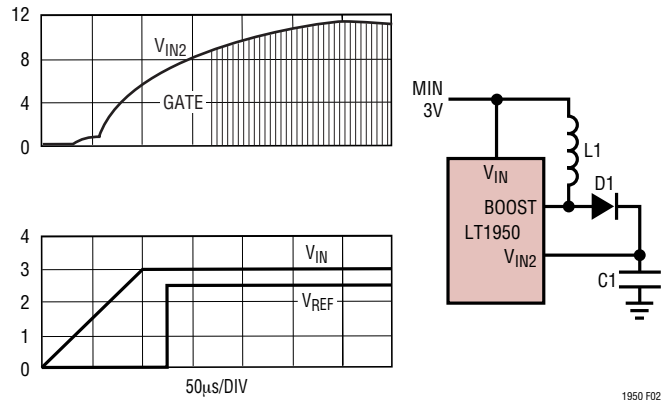 12
8
4
0
VIN2
GATE
4
3
2
1
0
VIN
VREF
50µs/DIV
MIN
3V
L1
VIN
D1
BOOST
LT1950
VIN2
C1
1950 F02